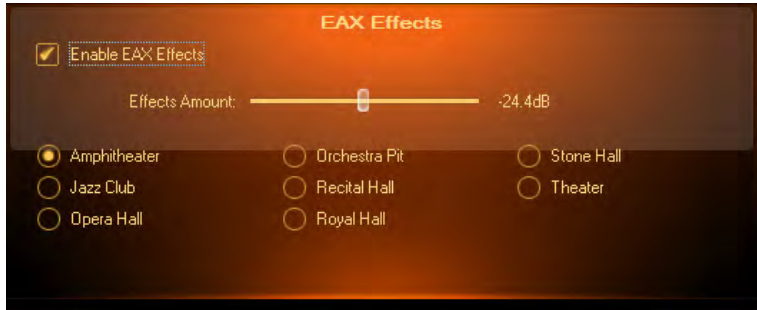 EAX Effects
Enable EAX Effects
Effects Amount: -24.4dB
Amphitheater Orchestra Pit Stone Hall
Jazz Club Recital Hall Theater
Opera Hall Royal Hall